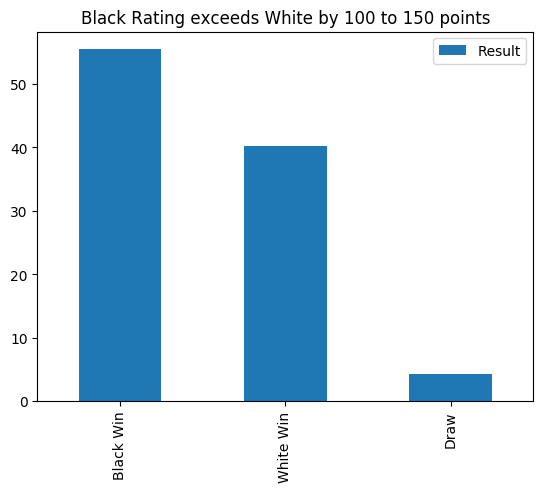 Black Rating exceeds White by 100 to 150 points
Result
50
40
30
20
10
0
Black Win
White Win
Draw